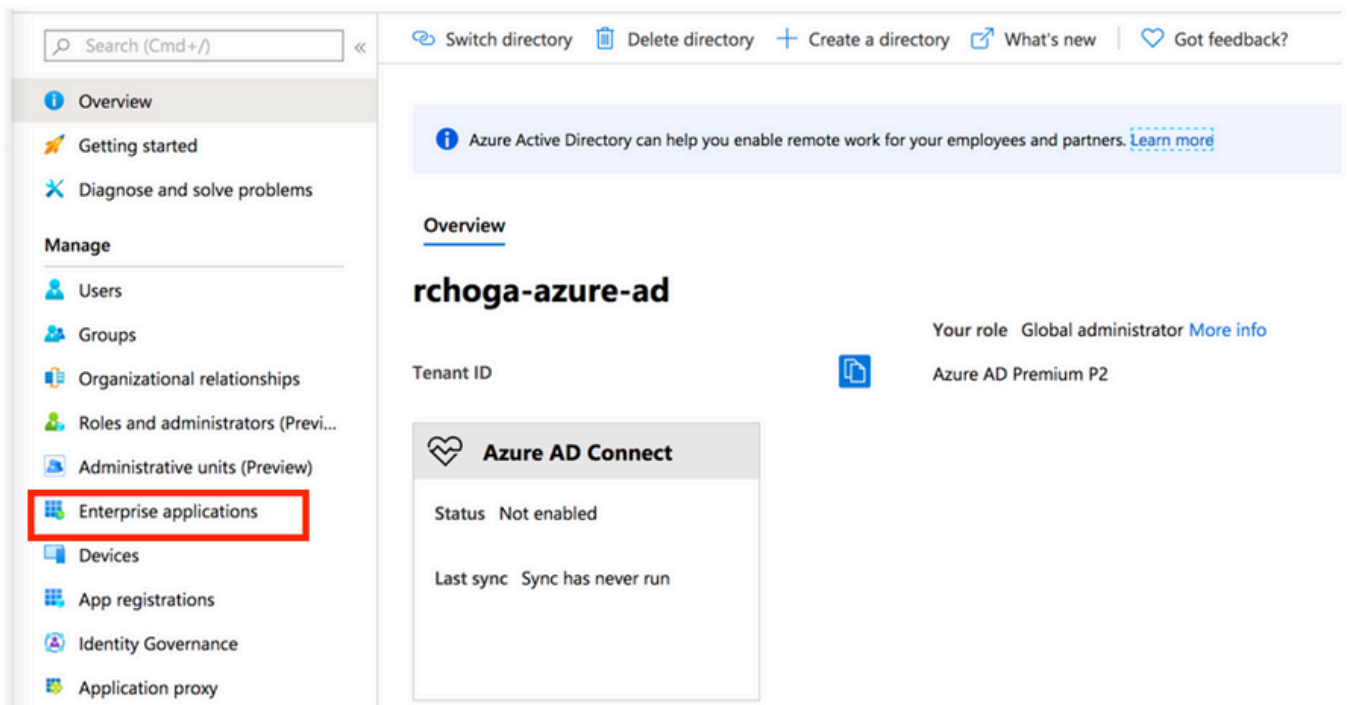 Search (Cmd+/)
«
Overview
Getting started
Diagnose and solve problems
Manage
Users
Groups
Organizational relationships
Roles and administrators (Previ...
Administrative units (Preview)
Enterprise applications
Devices
App registrations
Identity Governance
Application proxy
Switch directory Delete directory Create a directory What's new Got feedback?
Azure Active Directory can help you enable remote work for your employees and partners. Learn more
Overview
rchoga-azure-ad
Your role Global administrator More info
Tenant ID
Azure AD Premium P2
Azure AD Connect
Status Not enabled
Last sync Sync has never run